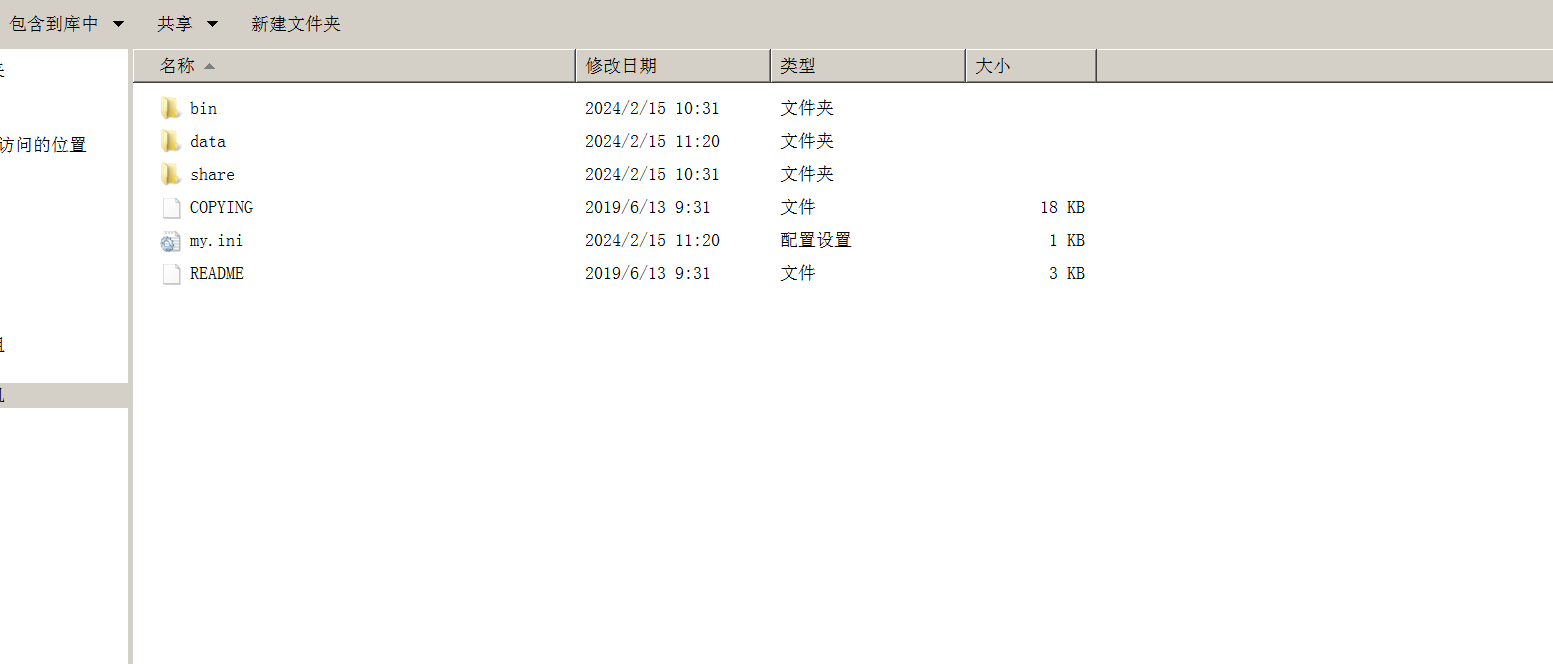 包含到库中 共享 新建文件夹
名称 修改日期 类型 大小
bin 2024/2/15 10:31 文件夹
data 2024/2/15 11:20 文件夹
访问的位置
share 2024/2/15 10:31 文件夹
COPYING 2019/6/13 9:31 文件 18 KB
my.ini 2024/2/15 11:20 配置设置 1 KB
README 2019/6/13 9:31 文件 3 KB